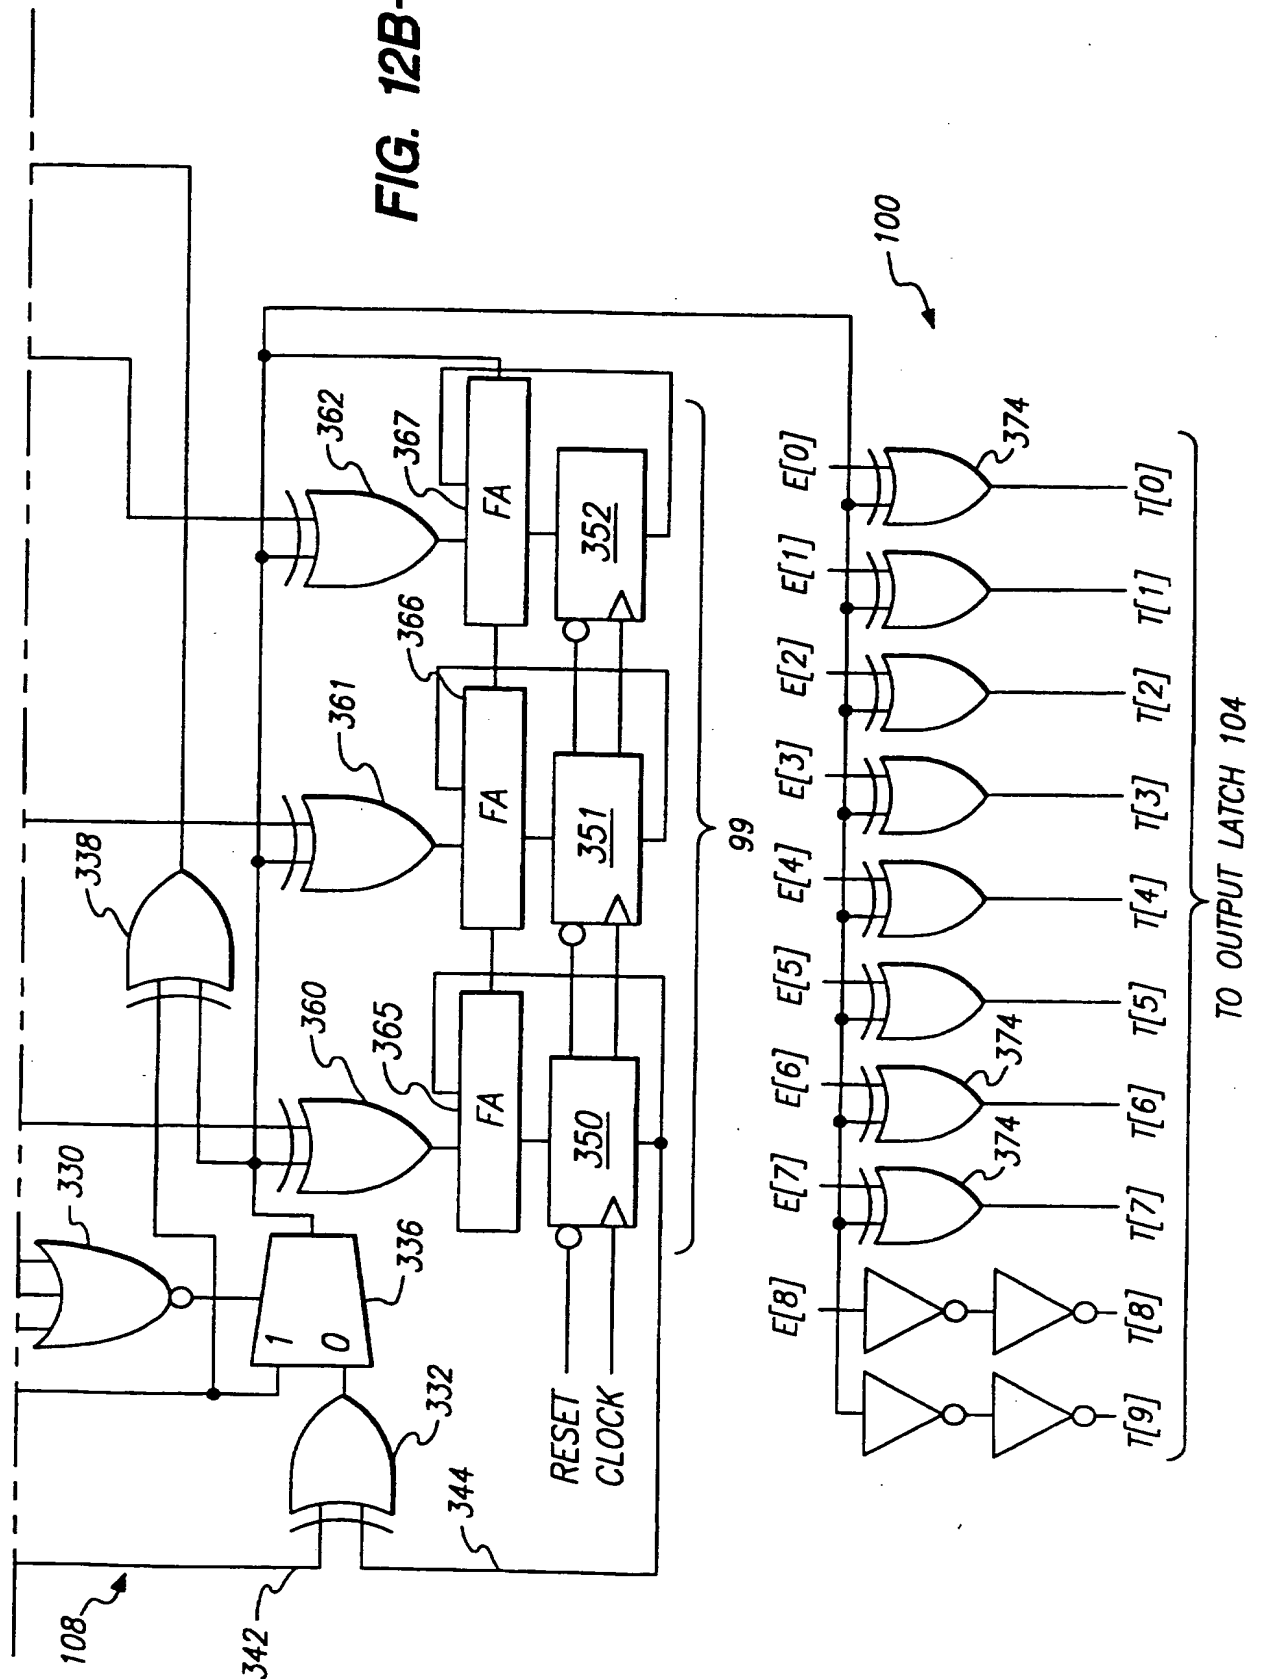 FIG. 12B-
108
342
344
332
336
330
338
1
0
360
361
362
365
366
367
FA
FA
FA
350
351
352
RESET
CLOCK
99
100
E[8]
E[7]
E[6]
E[5]
E[4]
E[3]
E[2]
E[1]
E[0]
374
374
374
T[9]
T[8]
T[7]
T[6]
T[5]
T[4]
T[3]
T[2]
T[1]
T[0]
TO OUTPUT LATCH 104